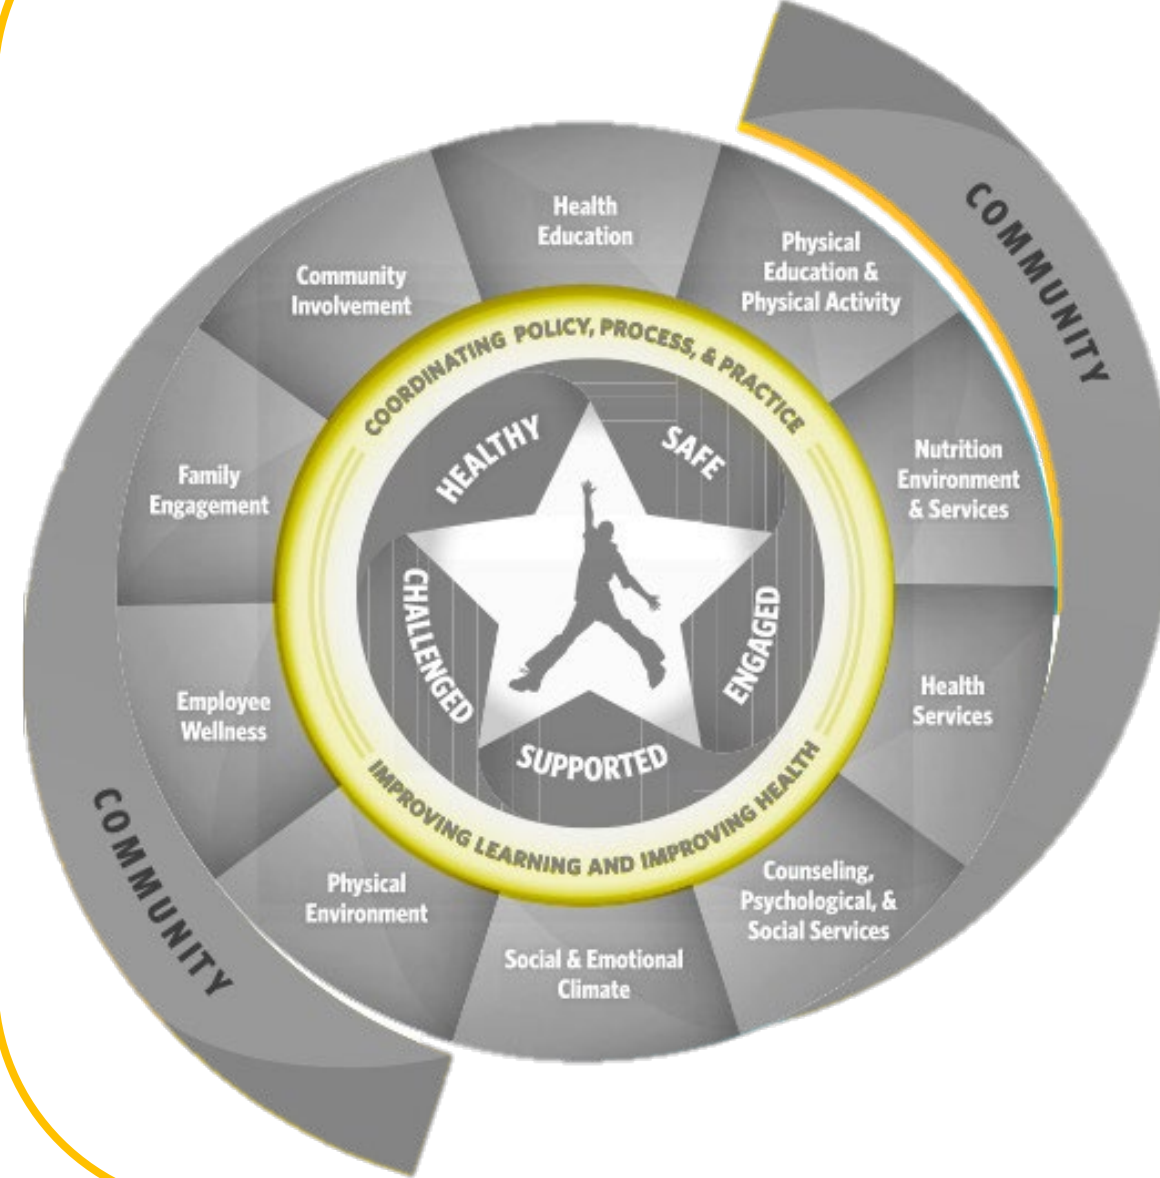 COMMUNITY
Health
Education
Physical
Education &
Physical Activity
Nutrition
Environment
& Services
Health
Services
Counseling,
Psychological, &
Social Services
Social & Emotional
Climate
Physical
Environment
Employee
Wellness
Family
Engagement
Community
Involvement
COORDINATING POLICY, PROCESS, & PRACTICE
IMPROVING LEARNING AND IMPROVING HEALTH
HEALTHY
SAFE
ENGAGED
SUPPORTED
CHALLENGED
COMMUNITY